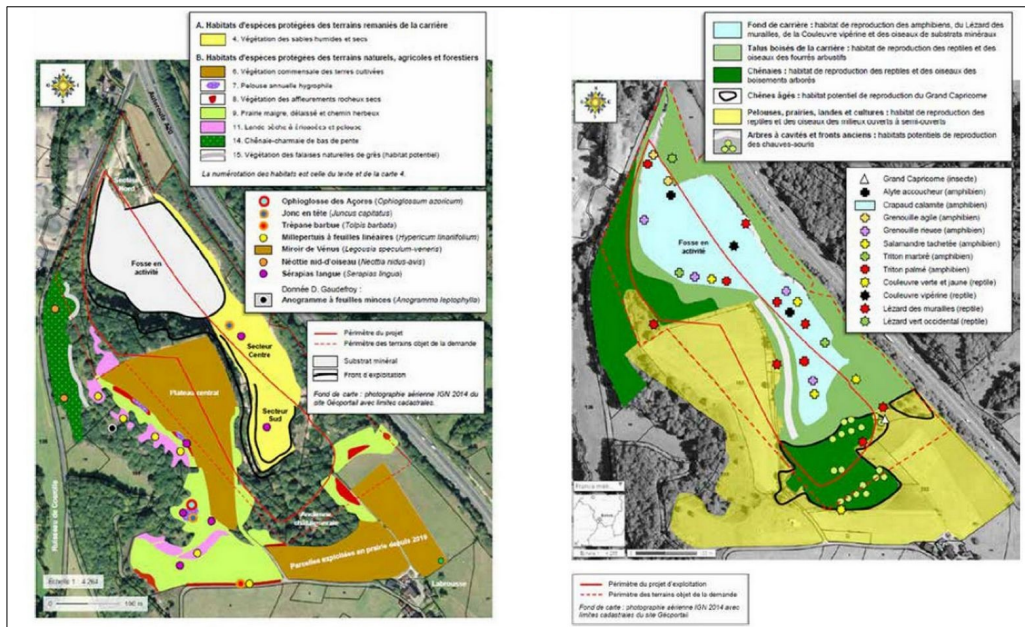 A. Habitats d'espèces protégées des terrains remaniés de la carrière
4. Végétation des sables humides et secs
B. Habitats d'espèces protégées des terrains naturels, agricoles et forestiers
6. Végétation commensale des terres cultivées
7. Pelouse annuelle hygrophile
8. Végétation des affleurements rocheux secs
9. Prairie maigre, délaissé et chemin herbeux
11. Lande sèche à éricacées et pelouse
14. Chênaie-charmaie de bas de pente
15. Végétation des falaises naturelles de grès (habitat potentiel)
La numérotation des habitats est celle du texte et de la carte 4.
Ophioglosse des Açores (Ophioglossum azoricum)
Jonc en tête (Juncus capitatus)
Trépane barbue (Tolpis barbata)
Millepertuis à feuilles linéaires (Hypericum linariifolium)
Miroir de Vénus (Legousia speculum-veneris)
Néottie nid-d'oiseau (Neottia nidus-avis)
Sérapias langue (Serapias lingua)
Donnée D. Gaudefroy :
Anogramme à feuilles minces (Anogramma leptophylla)
Périmètre du projet
Périmètre des terrains objet de la demande
Substrat minéral
Front d'exploitation
Fond de carte : photographie aérienne IGN 2014 du
site Géoportail avec limites cadastrales.
Autoroute A20
Secteur
Nord
Fosse en
activité
Secteur
Centre
Secteur
Sud
Plateau central
Ancienne
châtaigneraie
Parcelles exploitées en prairie depuis 2016
Labrousse
Echelle 1 : 4 264
0 100 m
Fond de carrière : habitat de reproduction des amphibiens, du Lézard des
murailles, de la Couleuvre vipérine et des oiseaux de substrats minéraux
Talus boisés de la carrière : habitat de reproduction des reptiles et des
oiseaux des fourrés arbustifs
Chênaies : habitat de reproduction des reptiles et des oiseaux des
boisements arborés
Chênes âgés : habitat potentiel de reproduction du Grand Capricorne
Pelouses, prairies, landes et cultures : habitat de reproduction des
reptiles et des oiseaux des milieux ouverts à semi-ouverts
Arbres à cavités et fronts anciens : habitats potentiels de reproduction
des chauves-souris
Grand Capricorne (insecte)
Alyte accoucheur (amphibien)
Crapaud calamite (amphibien)
Grenouille agile (amphibien)
Grenouille rieuse (amphibien)
Salamandre tachetée (amphibien)
Triton marbré (amphibien)
Triton palmé (amphibien)
Couleuvre verte et jaune (reptile)
Couleuvre vipérine (reptile)
Lézard des murailles (reptile)
Lézard vert occidental (reptile)
Fosse en
activité
Périmètre du projet d'exploitation
Périmètre des terrains objet de la demande
Fond de carte : photographie aérienne IGN 2014 avec
limites cadastrales du site Géoportail